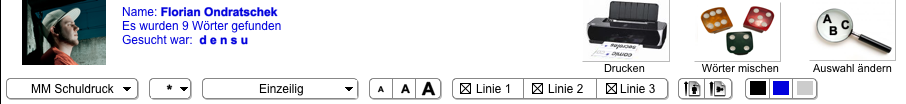 Name: Florian Ondratschek
Es wurden 9 Wörter gefunden
Gesucht war: d e n s u
Drucken
Wörter mischen
Auswahl ändern
MM Schuldruck
*
Einzeilig
A A A
Linie 1
Linie 2
Linie 3
A B C